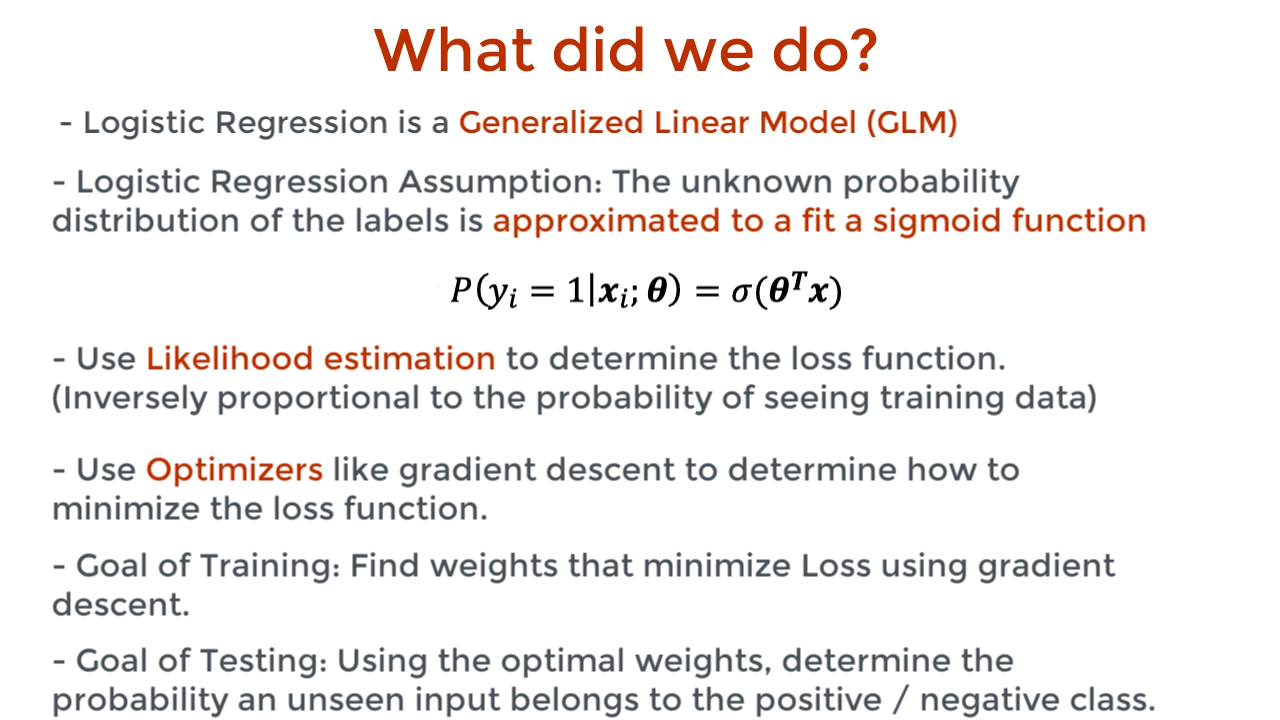 What did we do?
- Logistic Regression is a Generalized Linear Model (GLM)
- Logistic Regression Assumption: The unknown probability
distribution of the labels is approximated to a fit a sigmoid function
P(yᵢ = 1|𝒙ᵢ; 𝜽) = σ(𝜽ᵀ𝒙)
- Use Likelihood estimation to determine the loss function.
(Inversely proportional to the probability of seeing training data)
- Use Optimizers like gradient descent to determine how to
minimize the loss function.
- Goal of Training: Find weights that minimize Loss using gradient
descent.
- Goal of Testing: Using the optimal weights, determine the
probability an unseen input belongs to the positive / negative class.